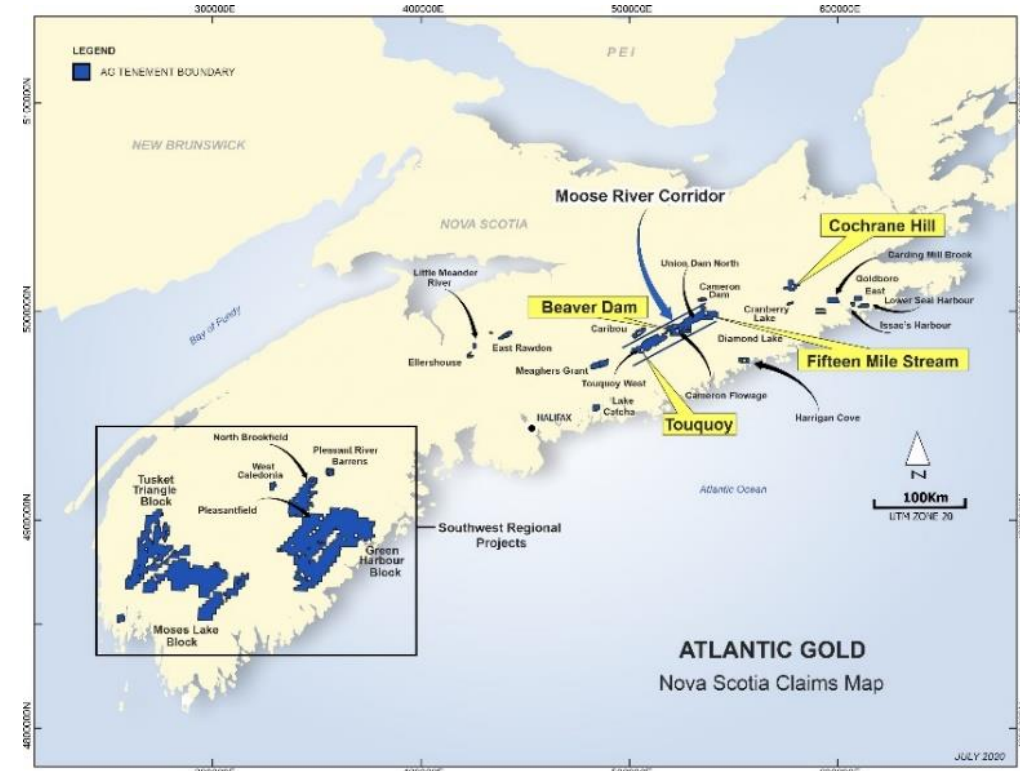 300000E
400000E
500000E
600000E
LEGEND
AG TENEMENT BOUNDARY
PEI
NEW BRUNSWICK
NOVA SCOTIA
Bay of Fundy
Moose River Corridor
Cochrane Hill
Union Dam North
Darding Mill Brook
Goldboro
East
Lower Seal Harbour
Issac's Harbour
Cameron
Dam
Cranberry
Lake
Little Meander
River
Beaver Dam
Caribou
Diamond Lake
East Rawdon
Ellershouse
Fifteen Mile Stream
Meaghers Grant
Touquoy West
Cameron Flowage
Lake
Catcha
Touquoy
HALIFAX
Harrigan Cove
North Brookfield
Pleasant River
Barrens
West
Caledonia
Tusket
Triangle
Block
Pleasantfield
N
Atlantic Ocean
100Km
UTM ZONE 20
Southwest Regional
Projects
Green
Harbour
Block
Moses Lake
Block
ATLANTIC GOLD
Nova Scotia Claims Map
JULY 2020
5000000N
4900000N
4800000N